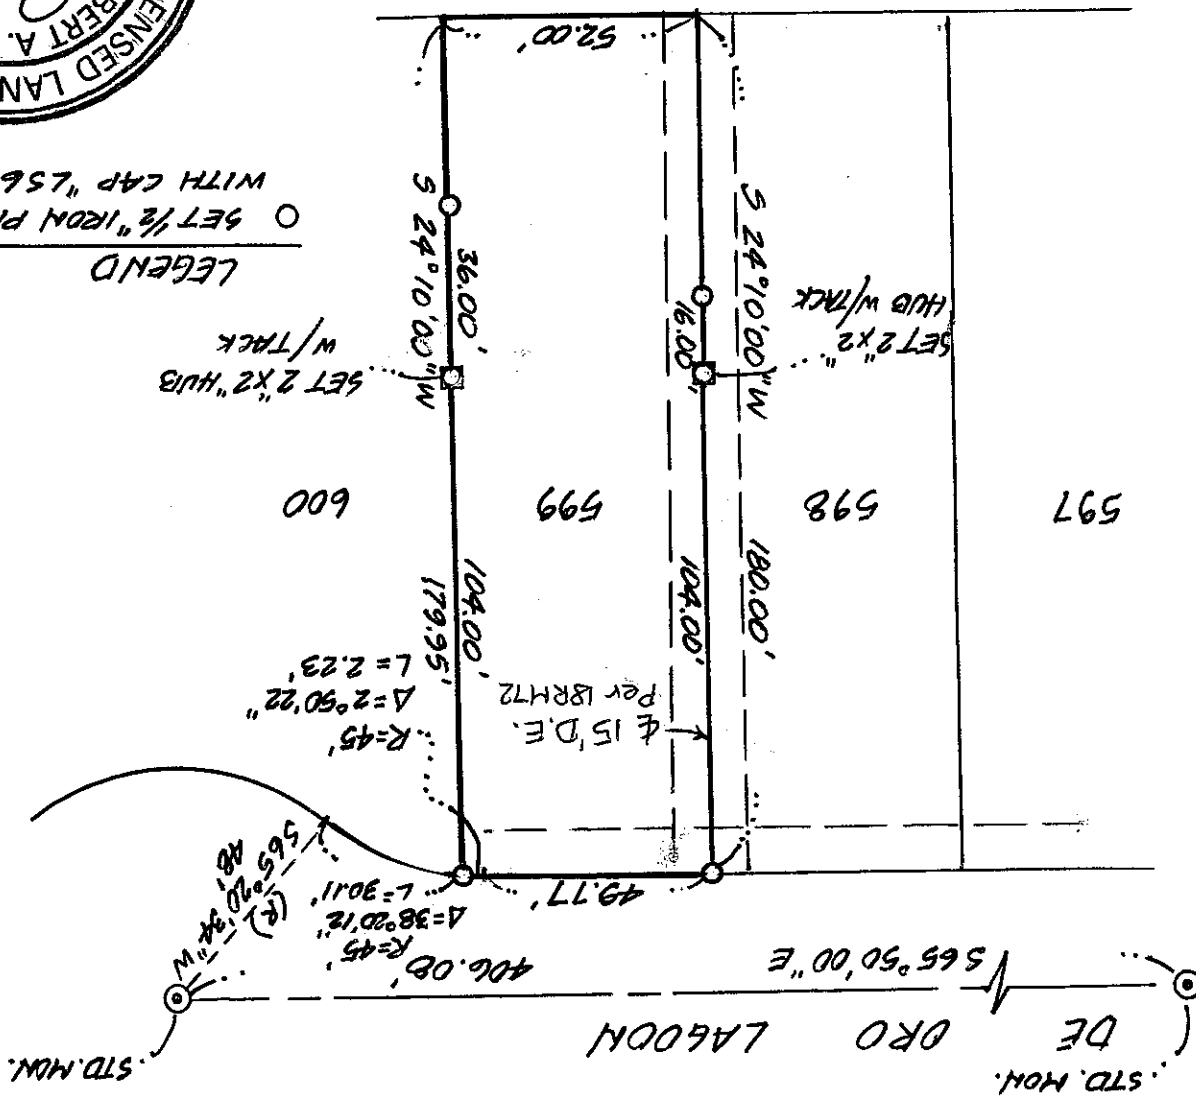 STD. MON.
STD. MON.
DE ORO LAGOON
S65°50'00"E
406.08'
R=45'
Δ=38°20'12"
L=30.11'
S65°20'34"W
(R)
48'
49.77'
R=45'
Δ=2°50'22"
L=2.23'
℄ 15' D.E.
Per 18RM72
180.00'
104.00'
104.00'
179.95'
597
598
599
600
SET 2"X2"
HUB W/TACK
SET 2"X2" HUB
W/TACK
S 24°10'00"W
16.00'
36.00'
S 24°10'00"W
52.00'
LEGEND
SET 1/2" IRON
WITH CAP "LS6